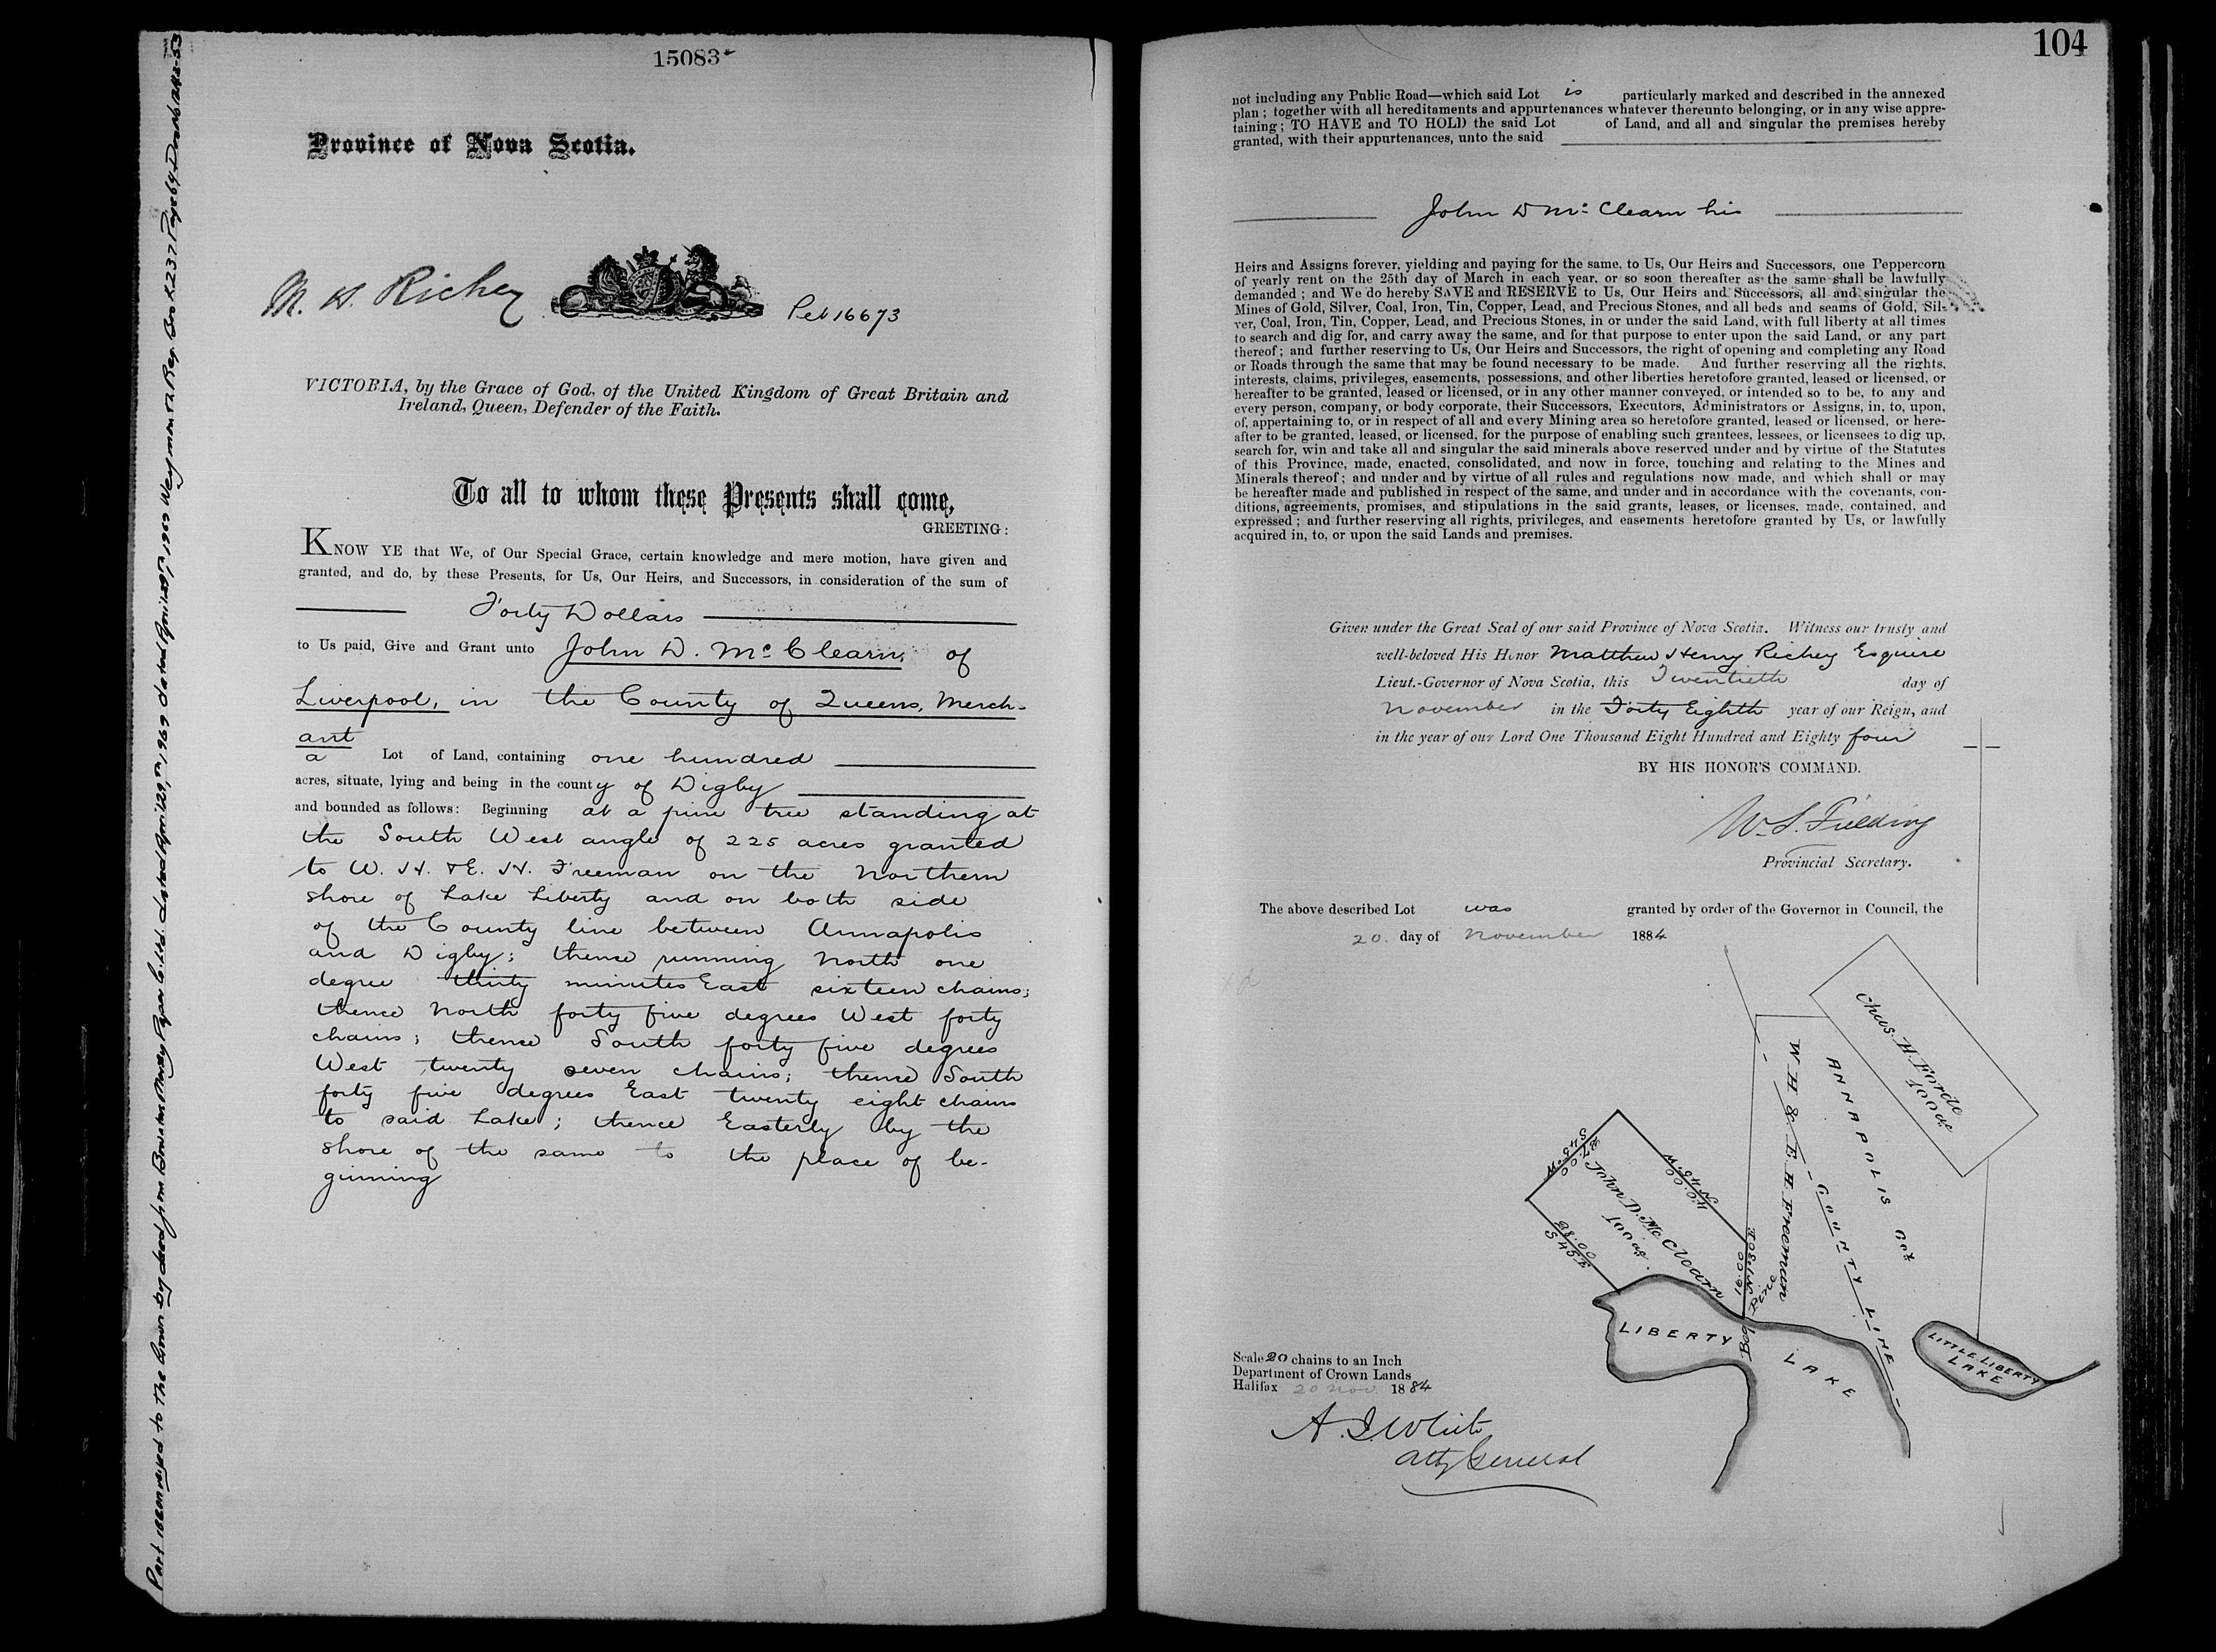 15083
Province of Nova Scotia.
M. H. Richey
Pet 16673
VICTORIA, by the Grace of God, of the United Kingdom of Great Britain and
Ireland, Queen, Defender of the Faith.
To all to whom these Presents shall come,
GREETING:
KNOW YE that We, of Our Special Grace, certain knowledge and mere motion, have given and
granted, and do, by these Presents, for Us, Our Heirs, and Successors, in consideration of the sum of
Forty Dollars
to Us paid, Give and Grant unto John D. McClearn, of
Liverpool, in the County of Queens, Merch-
ant
a Lot of Land, containing one hundred
acres, situate, lying and being in the county of Digby
and bounded as follows: Beginning at a pine tree standing at
the South West angle of 225 acres granted
to W. H. & E. H. Freeman on the Northern
shore of Lake Liberty and on both side
of the County line between Annapolis
and Digby; thense running North one
degree thirty minutes East sixteen chains;
thence North forty five degrees West forty
chains; thense South forty five degrees
West twenty seven chains; thense South
forty five degrees East twenty eight chains
to said Lake; thence Easterly by the
shore of the same to the place of be-
ginning
Part is conveyed to the Crown by deed from Bowater Mersey Paper Co. Ltd. dated April 29th, 1969 dated April 28th, 1969 Weymouth Reg. Book 237 Page 69 Deeds 1242-53
104
not including any Public Road—which said Lot is particularly marked and described in the annexed
plan; together with all hereditaments and appurtenances whatever thereunto belonging, or in any wise appre-
taining; TO HAVE and TO HOLD the said Lot of Land, and all and singular the premises hereby
granted, with their appurtenances, unto the said
John D Mc Clearn his
Heirs and Assigns forever, yielding and paying for the same, to Us, Our Heirs and Successors, one Peppercorn
of yearly rent on the 25th day of March in each year, or so soon thereafter as the same shall be lawfully
demanded; and We do hereby SAVE and RESERVE to Us, Our Heirs and Successors, all and singular the
Mines of Gold, Silver, Coal, Iron, Tin, Copper, Lead, and Precious Stones, and all beds and seams of Gold, Sil-
ver, Coal, Iron, Tin, Copper, Lead, and Precious Stones, in or under the said Land, with full liberty at all times
to search and dig for, and carry away the same, and for that purpose to enter upon the said Land, or any part
thereof; and further reserving to Us, Our Heirs and Successors, the right of opening and completing any Road
or Roads through the same that may be found necessary to be made. And further reserving all the rights,
interests, claims, privileges, easements, possessions, and other liberties heretofore granted, leased or licensed, or
hereafter to be granted, leased or licensed, or in any other manner conveyed, or intended so to be, to any and
every person, company, or body corporate, their Successors, Executors, Administrators or Assigns, in, to, upon,
of, appertaining to, or in respect of all and every Mining area so heretofore granted, leased or licensed, or here-
after to be granted, leased, or licensed, for the purpose of enabling such grantees, lessees, or licensees to dig up,
search for, win and take all and singular the said minerals above reserved under and by virtue of the Statutes
of this Province, made, enacted, consolidated, and now in force, touching and relating to the Mines and
Minerals thereof; and under and by virtue of all rules and regulations now made, and which shall or may
be hereafter made and published in respect of the same, and under and in accordance with the covenants, con-
ditions, agreements, promises, and stipulations in the said grants, leases, or licenses, made, contained, and
expressed; and further reserving all rights, privileges, and easements heretofore granted by Us, or lawfully
acquired in, to, or upon the said Lands and premises.
Given under the Great Seal of our said Province of Nova Scotia. Witness our trusty and
well-beloved His Honor Matthew Henry Richey Esquire
Lieut.-Governor of Nova Scotia, this Twentieth day of
November in the Forty Eighth year of our Reign, and
in the year of our Lord One Thousand Eight Hundred and Eighty four
BY HIS HONOR'S COMMAND.
W. S. Fielding
Provincial Secretary.
The above described Lot was granted by order of the Governor in Council, the
20. day of November 1884
Chas. H. Forde
100 ac
W H & E. H. Freeman
ANNAPOLIS Coy.
COUNTY LINE
S 45 W
27.00
N 45 W
40.00
John D. Mc Clearn
100 ac.
28.00
S 45 E
16.00
N 1°30 E
Beg Pine
LIBERTY LAKE
LITTLE LIBERTY
LAKE
Scale 20 chains to an Inch
Department of Crown Lands
Halifax 20 Nov. 1884
A. J. White
Atty General